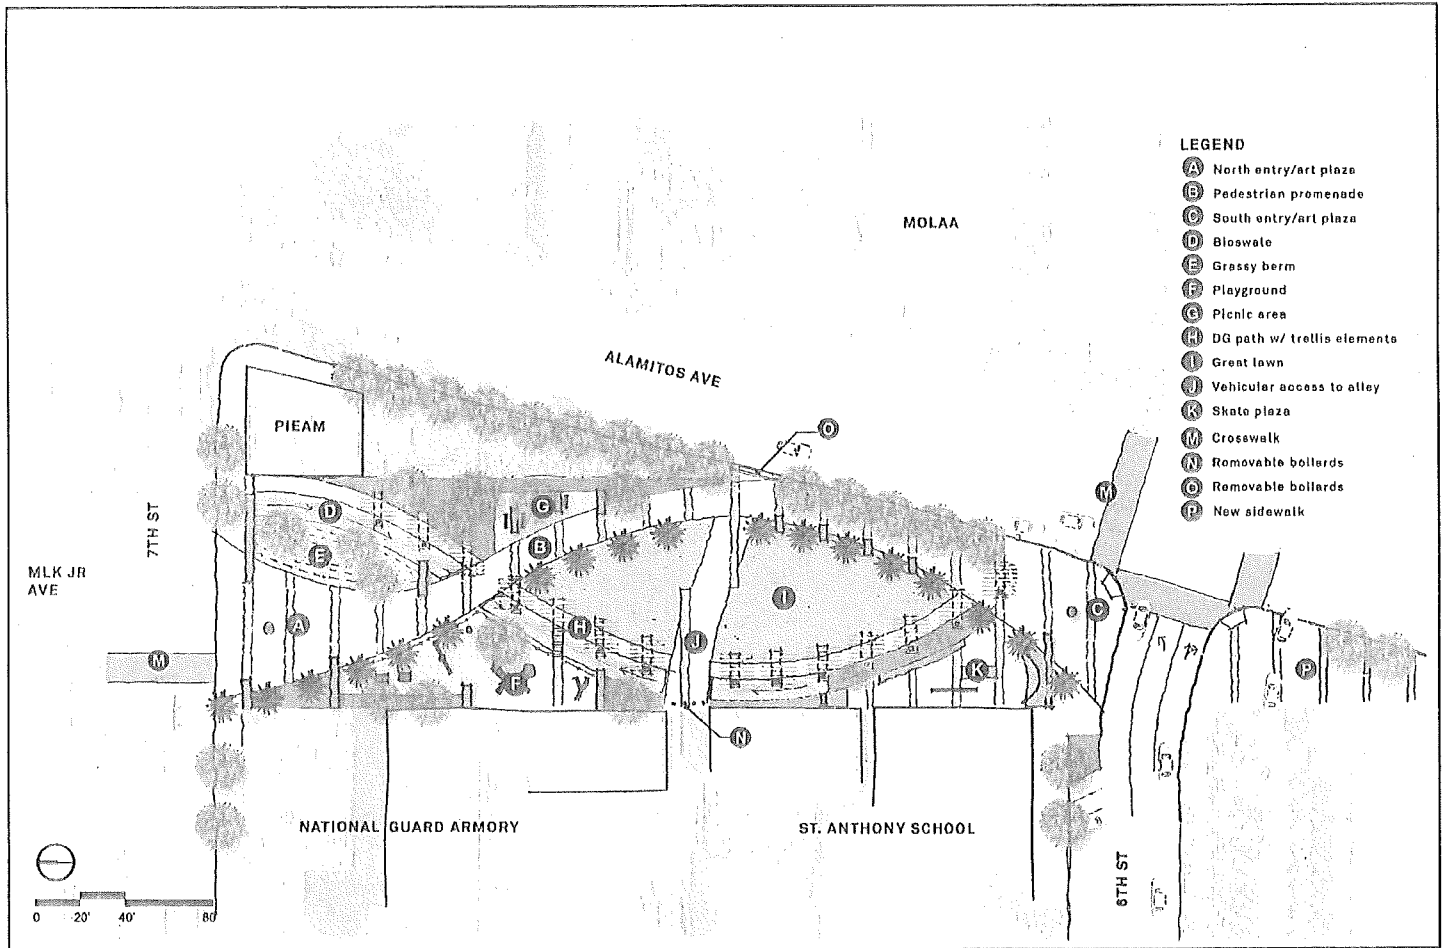 LEGEND
A North entry/art plaza
B Pedestrian promenade
C South entry/art plaza
D Bioswale
E Grassy berm
F Playground
G Picnic area
H DG path w/ trellis elements
I Great lawn
J Vehicular access to alley
K Skate plaza
M Crosswalk
N Removable bollards
O Removable bollards
P New sidewalk
MOLAA
ALAMITOS AVE
PIEAM
O
M
D
G
7TH ST
B
E
MLK JR
AVE
I
C
A
H
J
M
K
P
F
N
NATIONAL GUARD ARMORY
ST. ANTHONY SCHOOL
6TH ST
0 20' 40' 80'